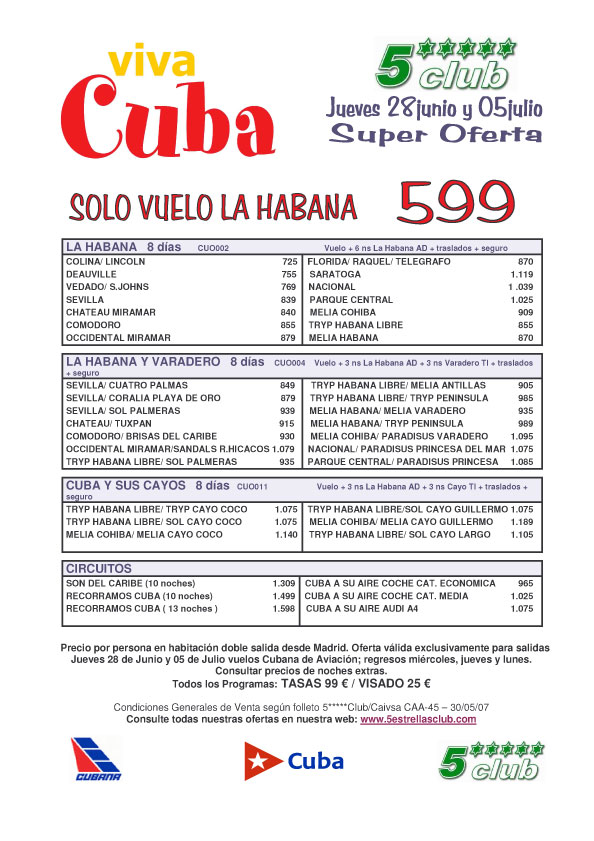 viva
Cuba
5 club
Jueves 28junio y 05julio
Super Oferta
SOLO VUELO LA HABANA 599
LA HABANA 8 días CUO002 Vuelo + 6 ns La Habana AD + traslados + seguro
COLINA/ LINCOLN 725 FLORIDA/ RAQUEL/ TELEGRAFO 870
DEAUVILLE 755 SARATOGA 1.119
VEDADO/ S.JOHNS 769 NACIONAL 1 .039
SEVILLA 839 PARQUE CENTRAL 1.025
CHATEAU MIRAMAR 840 MELIA COHIBA 909
COMODORO 855 TRYP HABANA LIBRE 855
OCCIDENTAL MIRAMAR 879 MELIA HABANA 870
LA HABANA Y VARADERO 8 días CUO004 Vuelo + 3 ns La Habana AD + 3 ns Varadero TI + traslados
+ seguro
SEVILLA/ CUATRO PALMAS 849 TRYP HABANA LIBRE/ MELIA ANTILLAS 905
SEVILLA/ CORALIA PLAYA DE ORO 879 TRYP HABANA LIBRE/ TRYP PENINSULA 985
SEVILLA/ SOL PALMERAS 939 MELIA HABANA/ MELIA VARADERO 935
CHATEAU/ TUXPAN 915 MELIA HABANA/ TRYP PENINSULA 989
COMODORO/ BRISAS DEL CARIBE 930 MELIA COHIBA/ PARADISUS VARADERO 1.095
OCCIDENTAL MIRAMAR/SANDALS R.HICACOS 1.079 NACIONAL/ PARADISUS PRINCESA DEL MAR 1.075
TRYP HABANA LIBRE/ SOL PALMERAS 935 PARQUE CENTRAL/ PARADISUS PRINCESA 1.085
CUBA Y SUS CAYOS 8 días CUO011 Vuelo + 3 ns La Habana AD + 3 ns Cayo TI + traslados +
seguro
TRYP HABANA LIBRE/ TRYP CAYO COCO 1.075 TRYP HABANA LIBRE/SOL CAYO GUILLERMO 1.075
TRYP HABANA LIBRE/ SOL CAYO COCO 1.075 MELIA COHIBA/ MELIA CAYO GUILLERMO 1.189
MELIA COHIBA/ MELIA CAYO COCO 1.140 TRYP HABANA LIBRE/ SOL CAYO LARGO 1.105
CIRCUITOS
SON DEL CARIBE (10 noches) 1.309 CUBA A SU AIRE COCHE CAT. ECONOMICA 965
RECORRAMOS CUBA (10 noches) 1.499 CUBA A SU AIRE COCHE CAT. MEDIA 1.025
RECORRAMOS CUBA ( 13 noches ) 1.598 CUBA A SU AIRE AUDI A4 1.075
Precio por persona en habitación doble salida desde Madrid. Oferta válida exclusivamente para salidas
Jueves 28 de Junio y 05 de Julio vuelos Cubana de Aviación; regresos miércoles, jueves y lunes.
Consultar precios de noches extras.
Todos los Programas: TASAS 99 € / VISADO 25 €
Condiciones Generales de Venta según folleto 5*****Club/Caivsa CAA-45 – 30/05/07
Consulte todas nuestras ofertas en nuestra web: www.5estrellasclub.com
CUBANA
Cuba
5 club